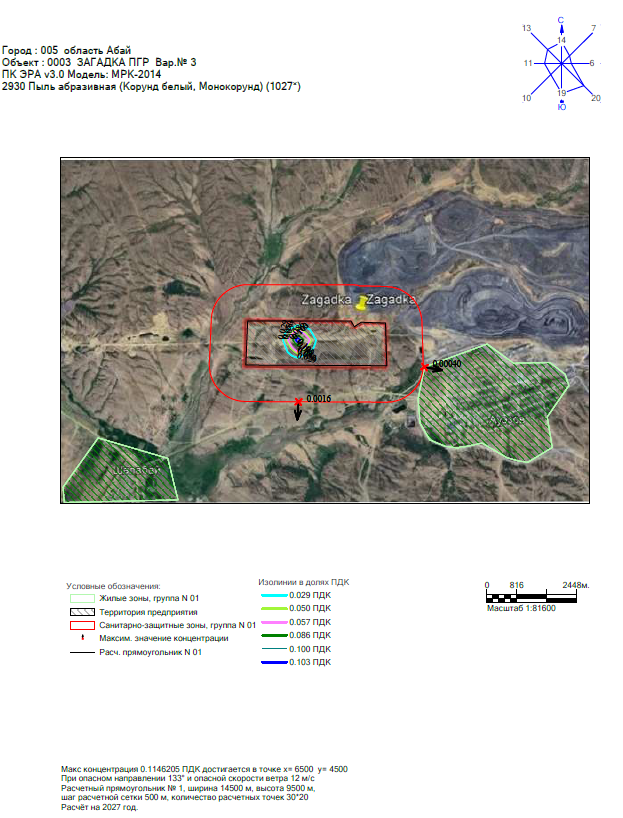 Город : 005 область Абай
Объект : 0003 ЗАГАДКА ПГР Вар.№ 3
ПК ЭРА v3.0 Модель: МРК-2014
2930 Пыль абразивная (Корунд белый, Монокорунд) (1027*)
С
13
7
14
11
6
10
19
20
Ю
Zagadka
Zagadka
0.00040
0.0016
Ауэзов
Шалабай
Условные обозначения:
Жилые зоны, группа N 01
Территория предприятия
Санитарно-защитные зоны, группа N 01
Максим. значение концентрации
Расч. прямоугольник N 01
Изолинии в долях ПДК
0.029 ПДК
0.050 ПДК
0.057 ПДК
0.086 ПДК
0.100 ПДК
0.103 ПДК
0 816 2448м.
Масштаб 1:81600
Макс концентрация 0.1146205 ПДК достигается в точке x= 6500 y= 4500
При опасном направлении 133° и опасной скорости ветра 12 м/с
Расчетный прямоугольник № 1, ширина 14500 м, высота 9500 м,
шаг расчетной сетки 500 м, количество расчетных точек 30*20
Расчёт на 2027 год.